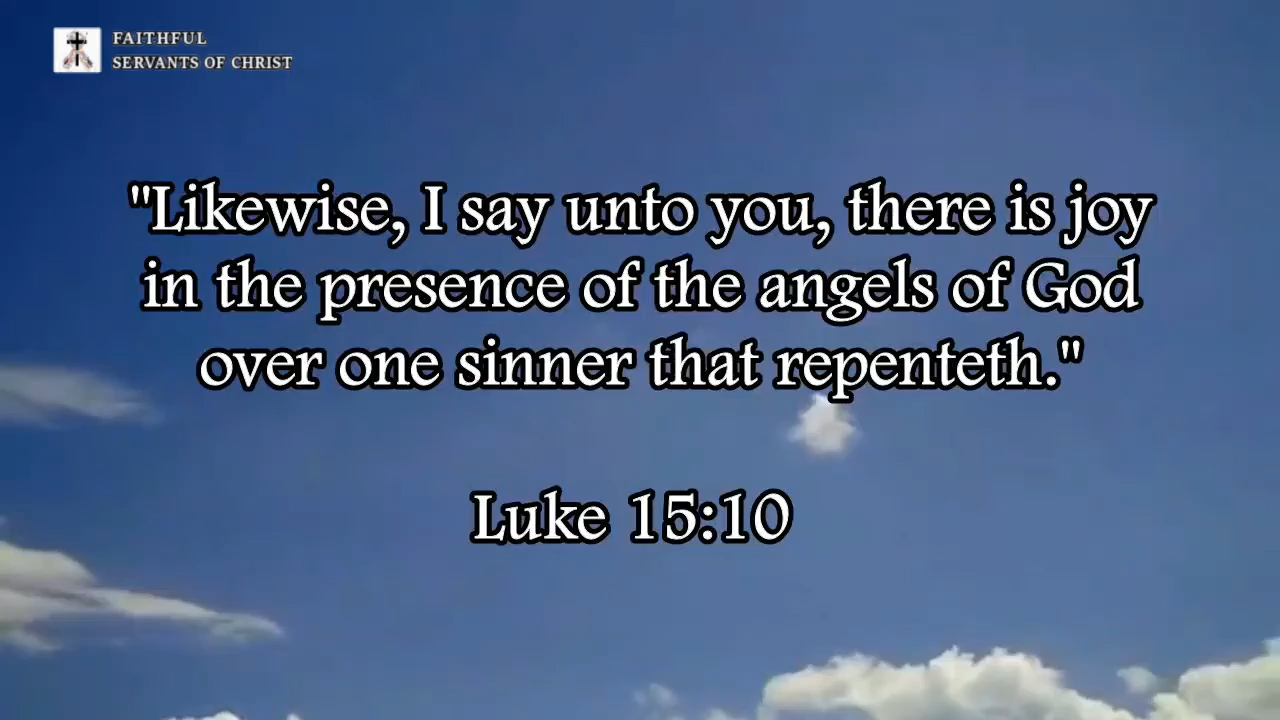 FAITHFUL
SERVANTS OF CHRIST
"Likewise, I say unto you, there is joy
in the presence of the angels of God
over one sinner that repenteth."
Luke 15:10